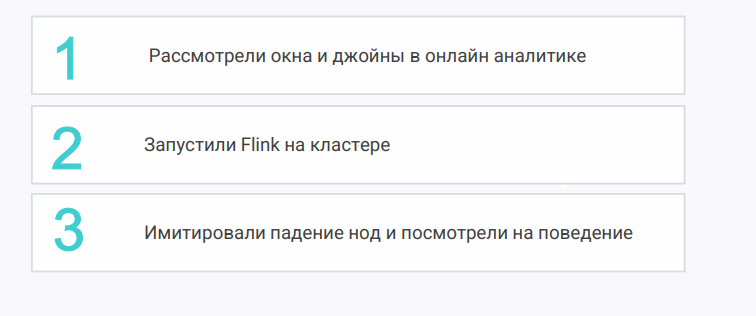 1 Рассмотрели окна и джойны в онлайн аналитике
2 Запустили Flink на кластере
3 Имитировали падение нод и посмотрели на поведение